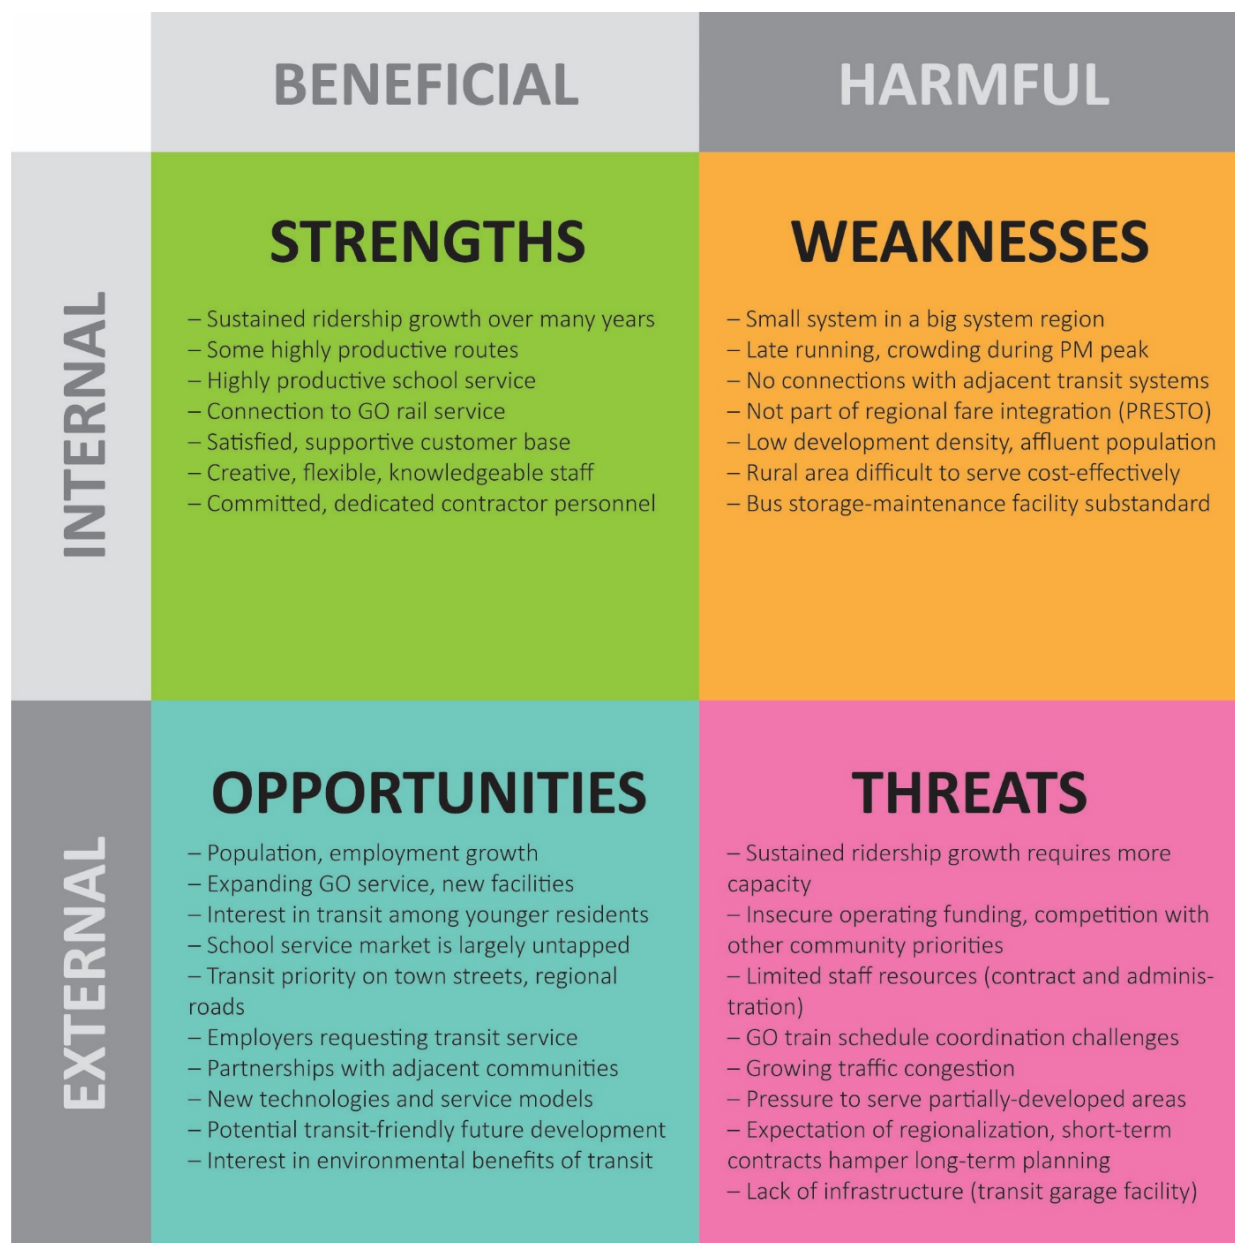 BENEFICIAL
HARMFUL
INTERNAL
STRENGTHS
– Sustained ridership growth over many years
– Some highly productive routes
– Highly productive school service
– Connection to GO rail service
– Satisfied, supportive customer base
– Creative, flexible, knowledgeable staff
– Committed, dedicated contractor personnel
WEAKNESSES
– Small system in a big system region
– Late running, crowding during PM peak
– No connections with adjacent transit systems
– Not part of regional fare integration (PRESTO)
– Low development density, affluent population
– Rural area difficult to serve cost-effectively
– Bus storage-maintenance facility substandard
EXTERNAL
OPPORTUNITIES
– Population, employment growth
– Expanding GO service, new facilities
– Interest in transit among younger residents
– School service market is largely untapped
– Transit priority on town streets, regional
roads
– Employers requesting transit service
– Partnerships with adjacent communities
– New technologies and service models
– Potential transit-friendly future development
– Interest in environmental benefits of transit
THREATS
– Sustained ridership growth requires more
capacity
– Insecure operating funding, competition with
other community priorities
– Limited staff resources (contract and adminis-
tration)
– GO train schedule coordination challenges
– Growing traffic congestion
– Pressure to serve partially-developed areas
– Expectation of regionalization, short-term
contracts hamper long-term planning
– Lack of infrastructure (transit garage facility)